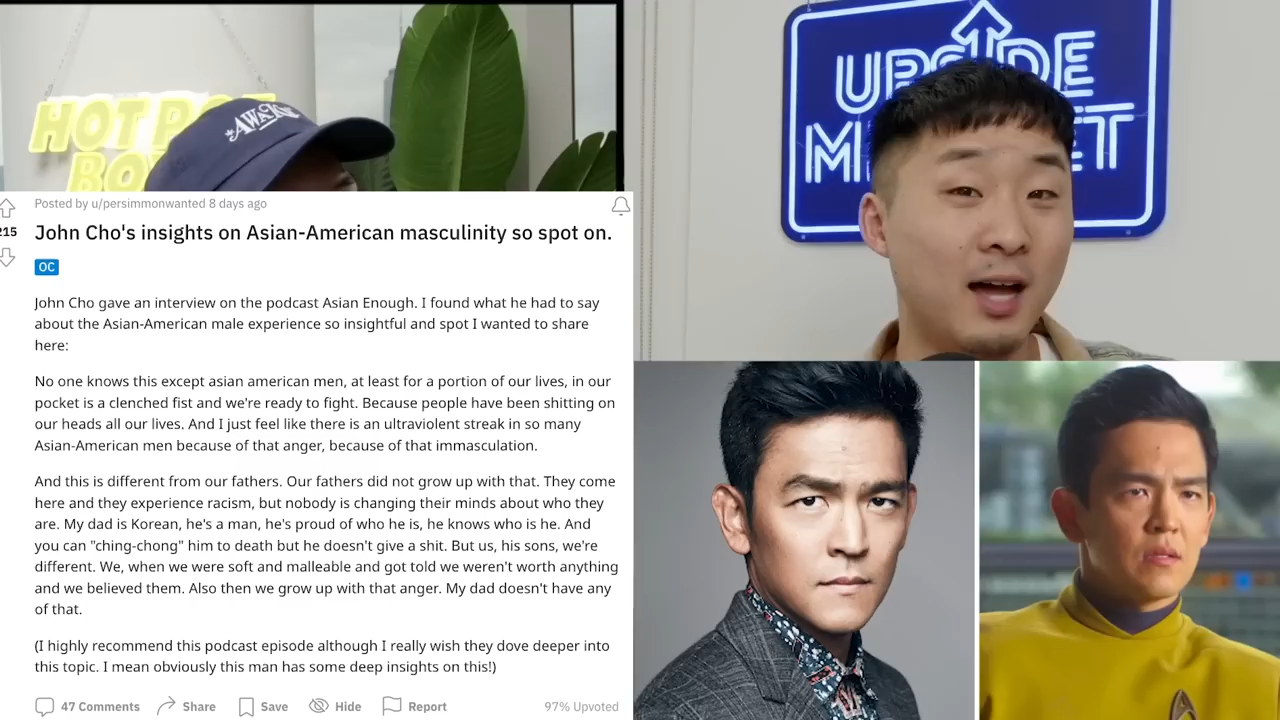 HOT P
BO
AWACK
UPSIDE
M ET
Posted by u/persimmonwanted 8 days ago
215
John Cho's insights on Asian-American masculinity so spot on.
OC
John Cho gave an interview on the podcast Asian Enough. I found what he had to say
about the Asian-American male experience so insightful and spot I wanted to share
here:
No one knows this except asian american men, at least for a portion of our lives, in our
pocket is a clenched fist and we're ready to fight. Because people have been shitting on
our heads all our lives. And I just feel like there is an ultraviolent streak in so many
Asian-American men because of that anger, because of that immasculation.
And this is different from our fathers. Our fathers did not grow up with that. They come
here and they experience racism, but nobody is changing their minds about who they
are. My dad is Korean, he's a man, he's proud of who he is, he knows who is he. And
you can "ching-chong" him to death but he doesn't give a shit. But us, his sons, we're
different. We, when we were soft and malleable and got told we weren't worth anything
and we believed them. Also then we grow up with that anger. My dad doesn't have any
of that.
(I highly recommend this podcast episode although I really wish they dove deeper into
this topic. I mean obviously this man has some deep insights on this!)
47 Comments Share Save Hide Report 97% Upvoted